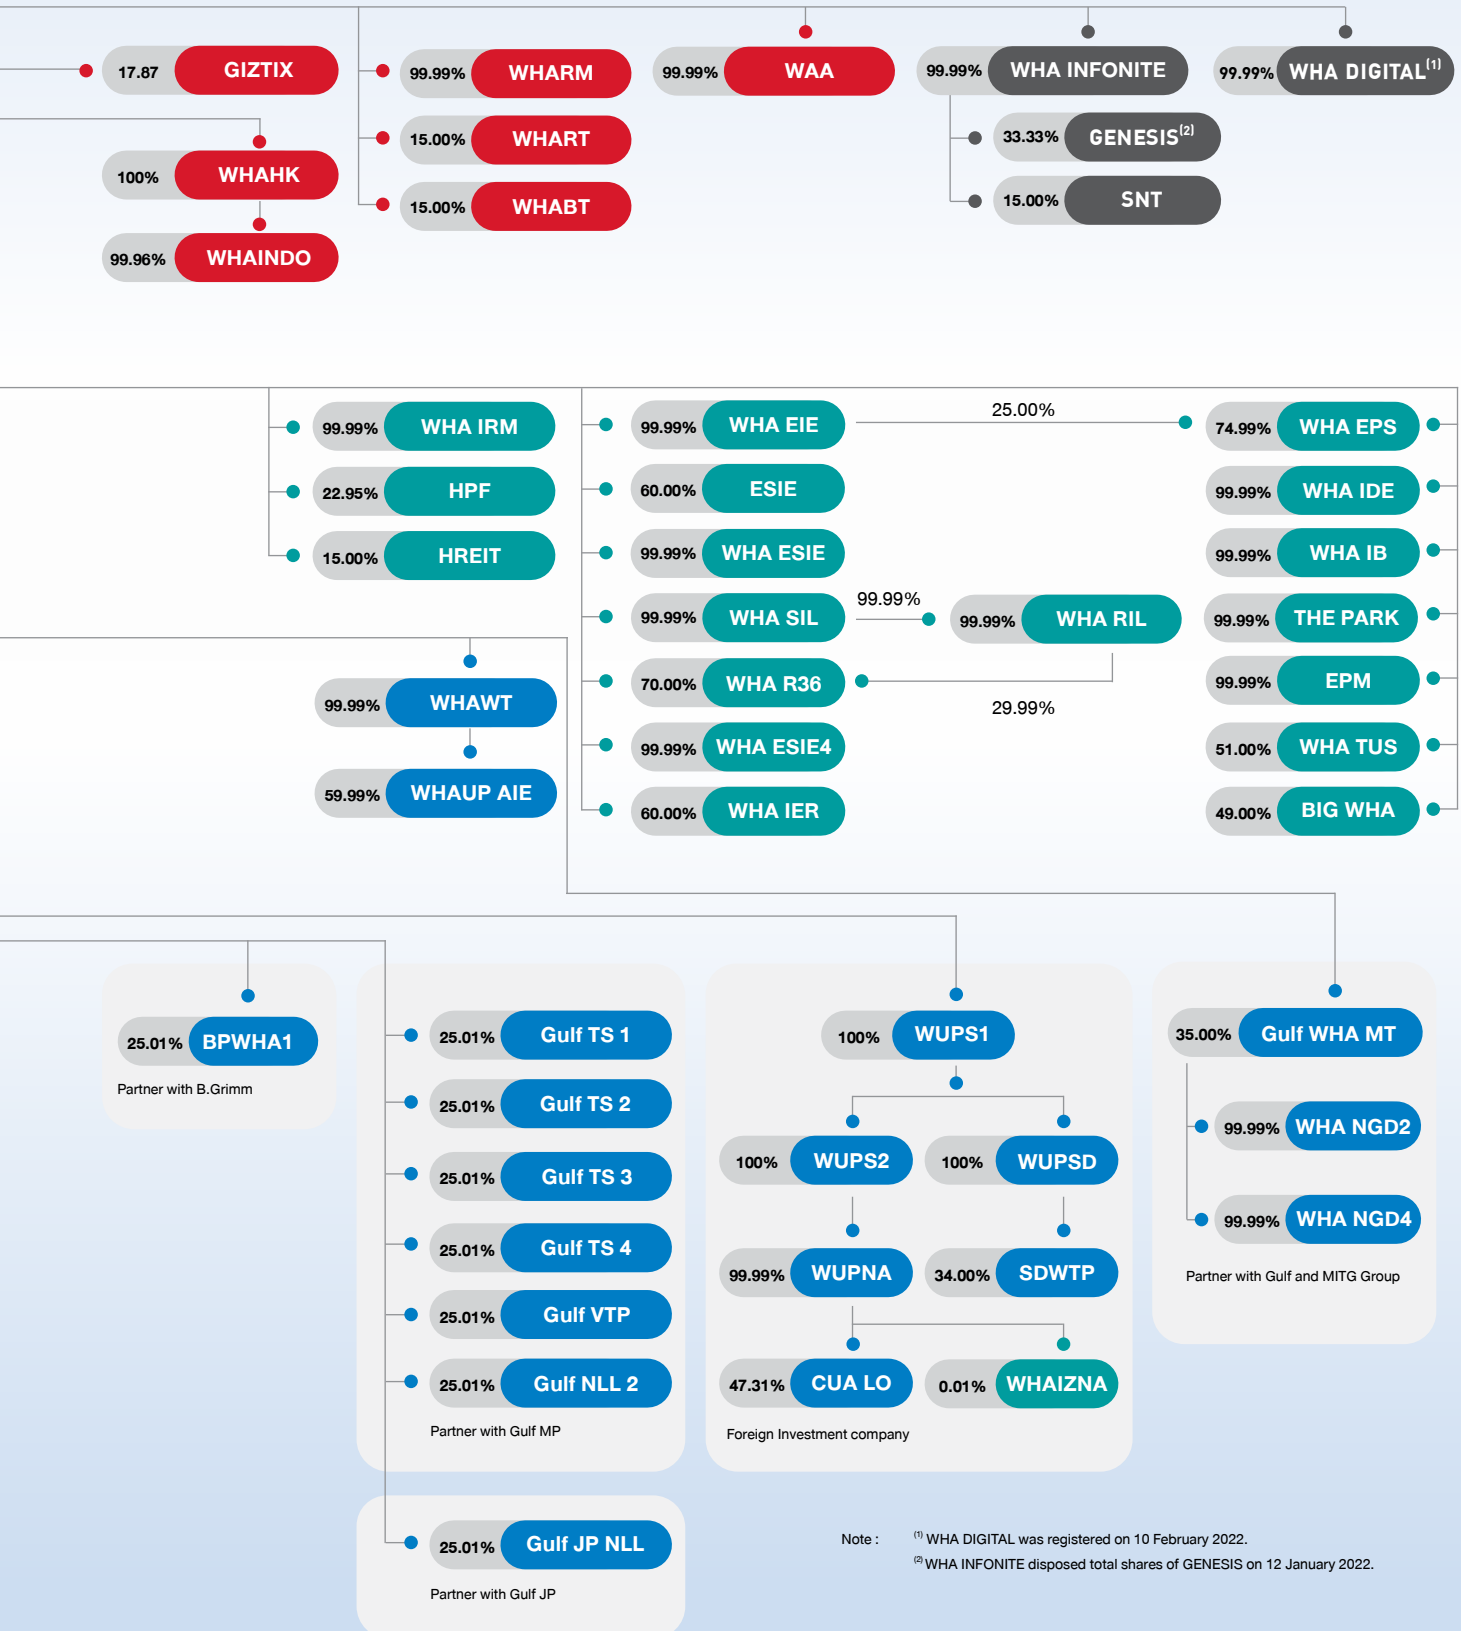 17.87 GIZTIX
99.99% WHARM
99.99% WAA
99.99% WHA INFONITE
99.99% WHA DIGITAL(1)
15.00% WHART
33.33% GENESIS(2)
100% WHAHK
15.00% WHABT
15.00% SNT
99.96% WHAINDO
99.99% WHA IRM
22.95% HPF
15.00% HREIT
99.99% WHA EIE
25.00%
74.99% WHA EPS
60.00% ESIE
99.99% WHA IDE
99.99% WHA ESIE
99.99% WHA IB
99.99% WHA SIL
99.99%
99.99% WHA RIL
99.99% THE PARK
70.00% WHA R36
29.99%
99.99% EPM
99.99% WHA ESIE4
51.00% WHA TUS
60.00% WHA IER
49.00% BIG WHA
99.99% WHAWT
59.99% WHAUP AIE
25.01% BPWHA1
Partner with B.Grimm
25.01% Gulf TS 1
25.01% Gulf TS 2
25.01% Gulf TS 3
25.01% Gulf TS 4
25.01% Gulf VTP
25.01% Gulf NLL 2
Partner with Gulf MP
25.01% Gulf JP NLL
Partner with Gulf JP
100% WUPS1
100% WUPS2
100% WUPSD
99.99% WUPNA
34.00% SDWTP
47.31% CUA LO
0.01% WHAIZNA
Foreign Investment company
35.00% Gulf WHA MT
99.99% WHA NGD2
99.99% WHA NGD4
Partner with Gulf and MITG Group
Note : (1) WHA DIGITAL was registered on 10 February 2022.
(2) WHA INFONITE disposed total shares of GENESIS on 12 January 2022.